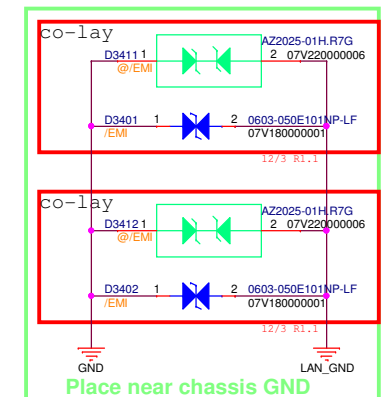 co-lay
AZ2025-01H.R7G
D3411 1 2 07V220000006
@/EMI
D3401 1 2 0603-050E101NP-LF
/EMI 07V180000001
12/3 R1.1
co-lay
AZ2025-01H.R7G
D3412 1 2 07V220000006
@/EMI
D3402 1 2 0603-050E101NP-LF
/EMI 07V180000001
12/3 R1.1
GND LAN_GND
Place near chassis GND